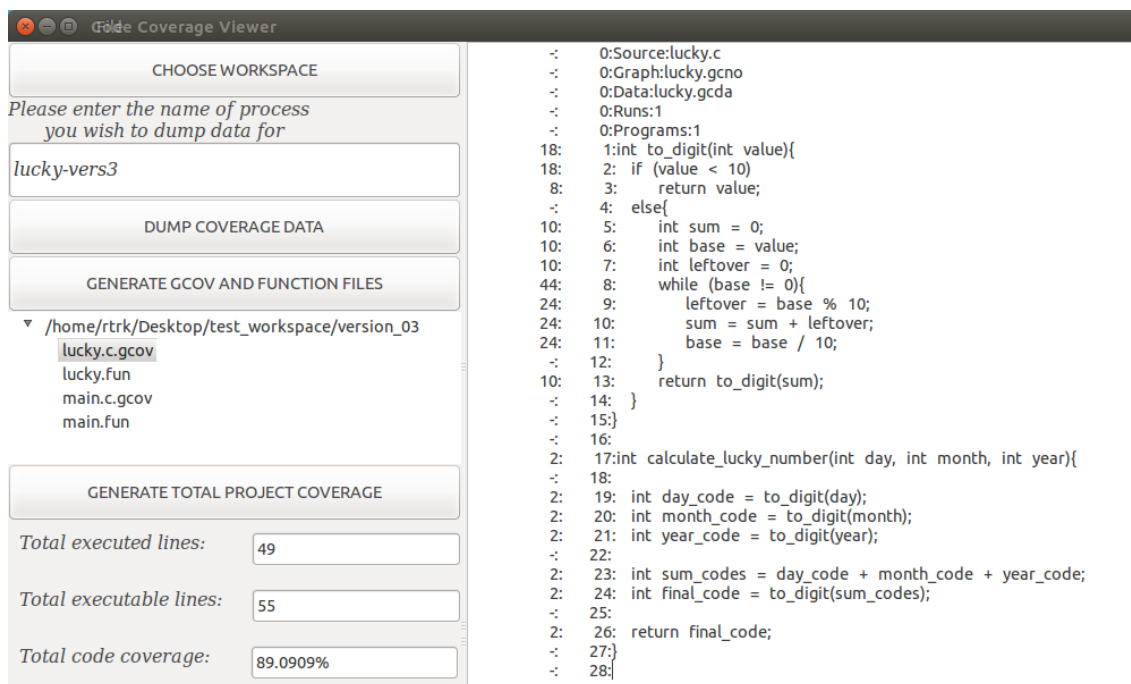 Code Coverage Viewer
CHOOSE WORKSPACE
Please enter the name of process
you wish to dump data for
lucky-vers3
DUMP COVERAGE DATA
GENERATE GCOV AND FUNCTION FILES
/home/rtrk/Desktop/test_workspace/version_03
lucky.c.gcov
lucky.fun
main.c.gcov
main.fun
GENERATE TOTAL PROJECT COVERAGE
Total executed lines: 49
Total executable lines: 55
Total code coverage: 89.0909%
-: 0:Source:lucky.c
-: 0:Graph:lucky.gcno
-: 0:Data:lucky.gcda
-: 0:Runs:1
-: 0:Programs:1
18: 1:int to_digit(int value){
18: 2: if (value < 10)
8: 3: return value;
-: 4: else{
10: 5: int sum = 0;
10: 6: int base = value;
10: 7: int leftover = 0;
44: 8: while (base != 0){
24: 9: leftover = base % 10;
24: 10: sum = sum + leftover;
24: 11: base = base / 10;
-: 12: }
10: 13: return to_digit(sum);
-: 14: }
-: 15:}
-: 16:
2: 17:int calculate_lucky_number(int day, int month, int year){
-: 18:
2: 19: int day_code = to_digit(day);
2: 20: int month_code = to_digit(month);
2: 21: int year_code = to_digit(year);
-: 22:
2: 23: int sum_codes = day_code + month_code + year_code;
2: 24: int final_code = to_digit(sum_codes);
-: 25:
2: 26: return final_code;
-: 27:}
-: 28: